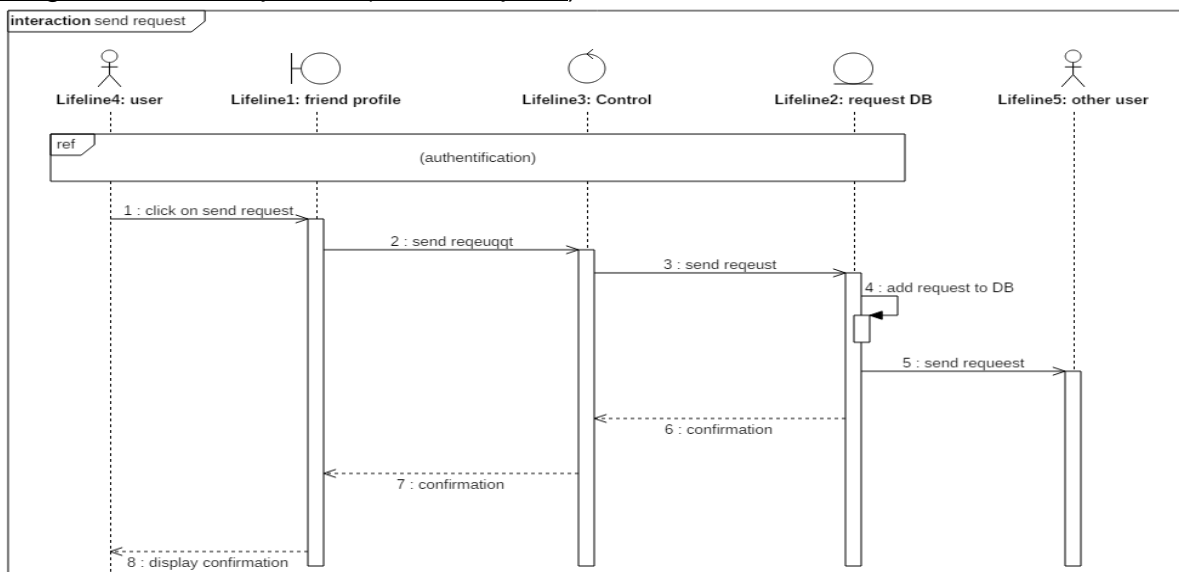 interaction send request
Lifeline4: user
Lifeline1: friend profile
Lifeline3: Control
Lifeline2: request DB
Lifeline5: other user
ref
(authentification)
1 : click on send request
2 : send reqeuqqt
3 : send reqeust
4 : add request to DB
5 : send requeest
6 : confirmation
7 : confirmation
8 : display confirmation